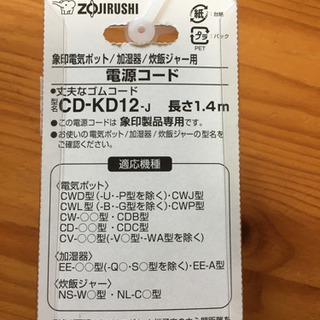 ZOJIRUSHI
紙：台紙
プラ：パック
PET
象印電気ポット/加湿器/炊飯ジャー用
電源コード
●丈夫なゴムコード
型名 CD-KD12-J 長さ1.4m
●この電源コードは象印製品専用です。
●お使いの電気ポット/加湿器/炊飯ジャーの型名を
ご確認ください。
適応機種
〈電気ポット〉
CWD型(-U・-P型を除く)・CWJ型
CWL型(-B・-G型を除く)・CWP型
CW-○○型・CDB型
CD-○○型・CDC型
CV-○○型(-V○型・-WA型を除く)
〈加湿器〉
EE-○○型(-Q○・S○型を除く)・EE-A型
〈炊飯ジャー〉
NS-W○型・NL-C○型